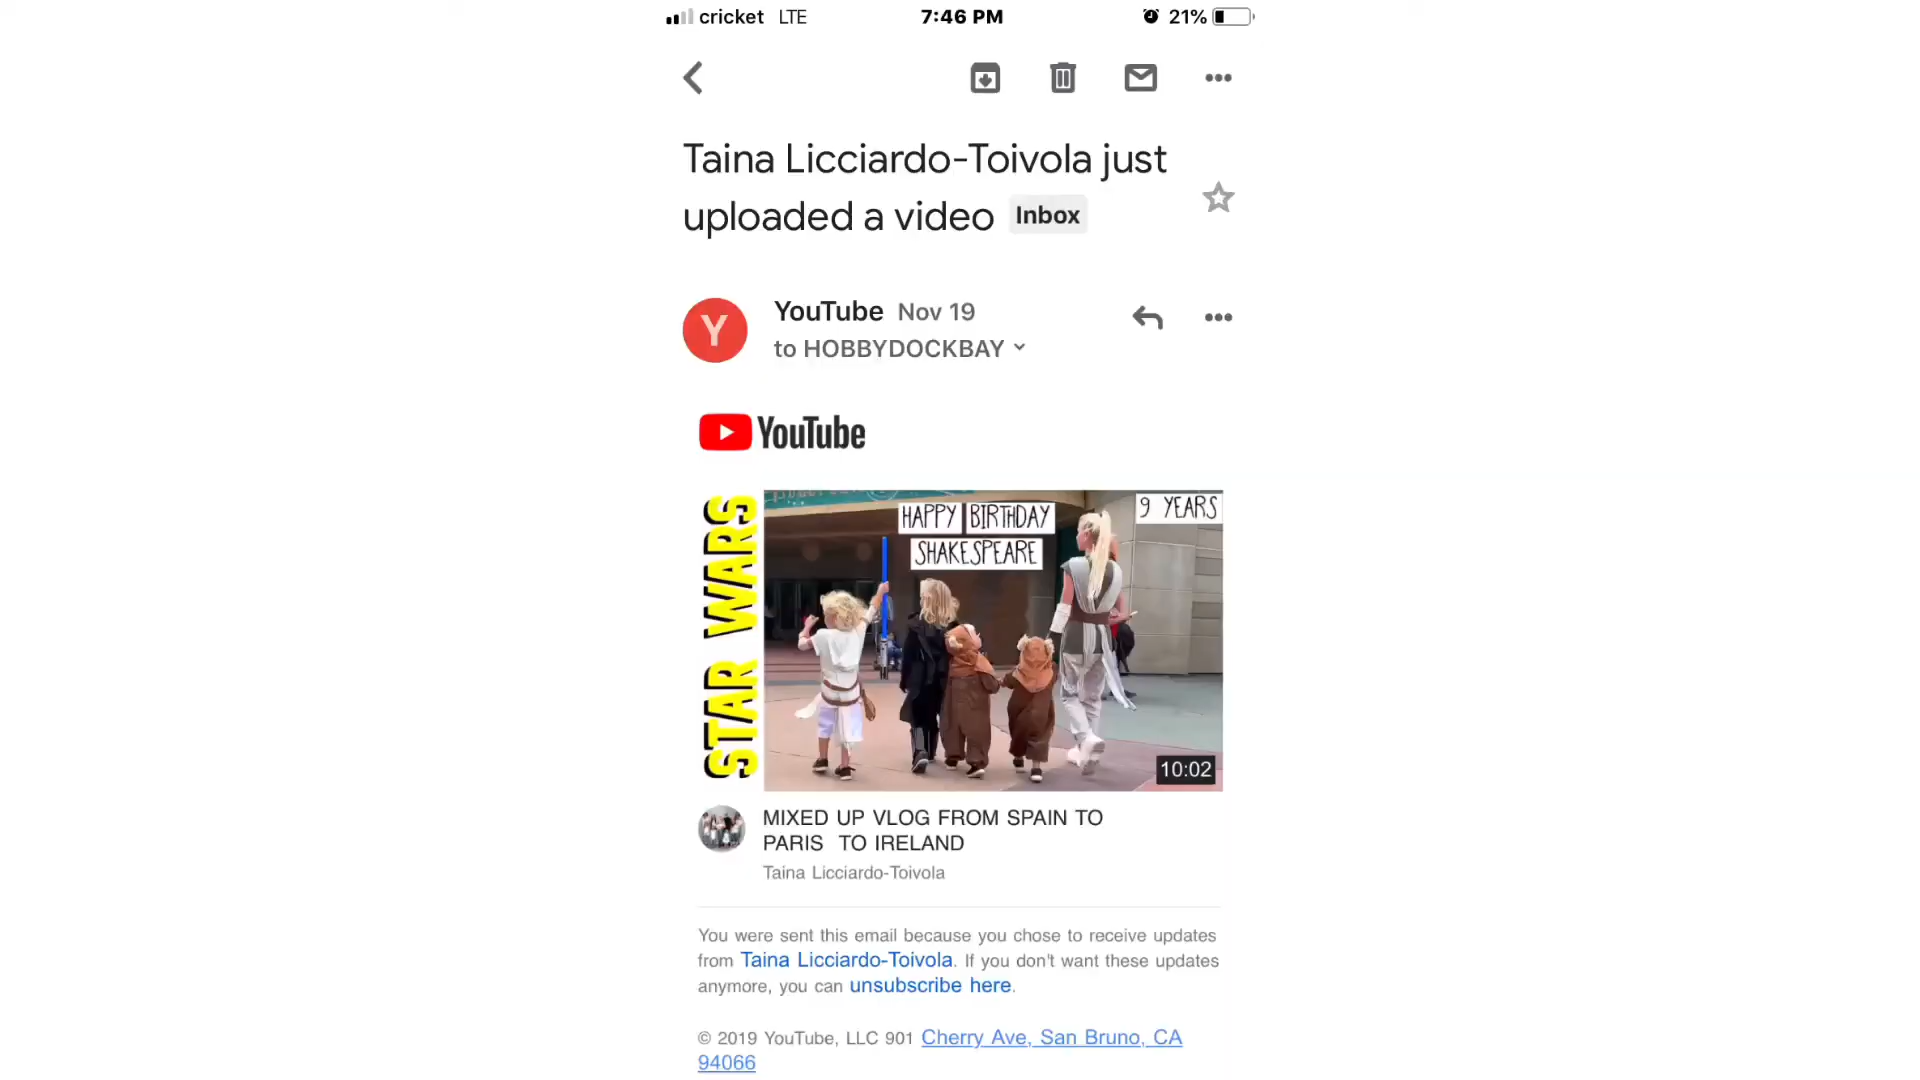 cricket LTE 7:46 PM 21%
Taina Licciardo-Toivola just
uploaded a video Inbox
Y
YouTube Nov 19
to HOBBYDOCKBAY
YouTube
STAR WARS
HAPPY BIRTHDAY
SHAKESPEARE
9 YEARS
10:02
MIXED UP VLOG FROM SPAIN TO
PARIS TO IRELAND
Taina Licciardo-Toivola
You were sent this email because you chose to receive updates
from Taina Licciardo-Toivola. If you don't want these updates
anymore, you can unsubscribe here.
© 2019 YouTube, LLC 901 Cherry Ave, San Bruno, CA
94066